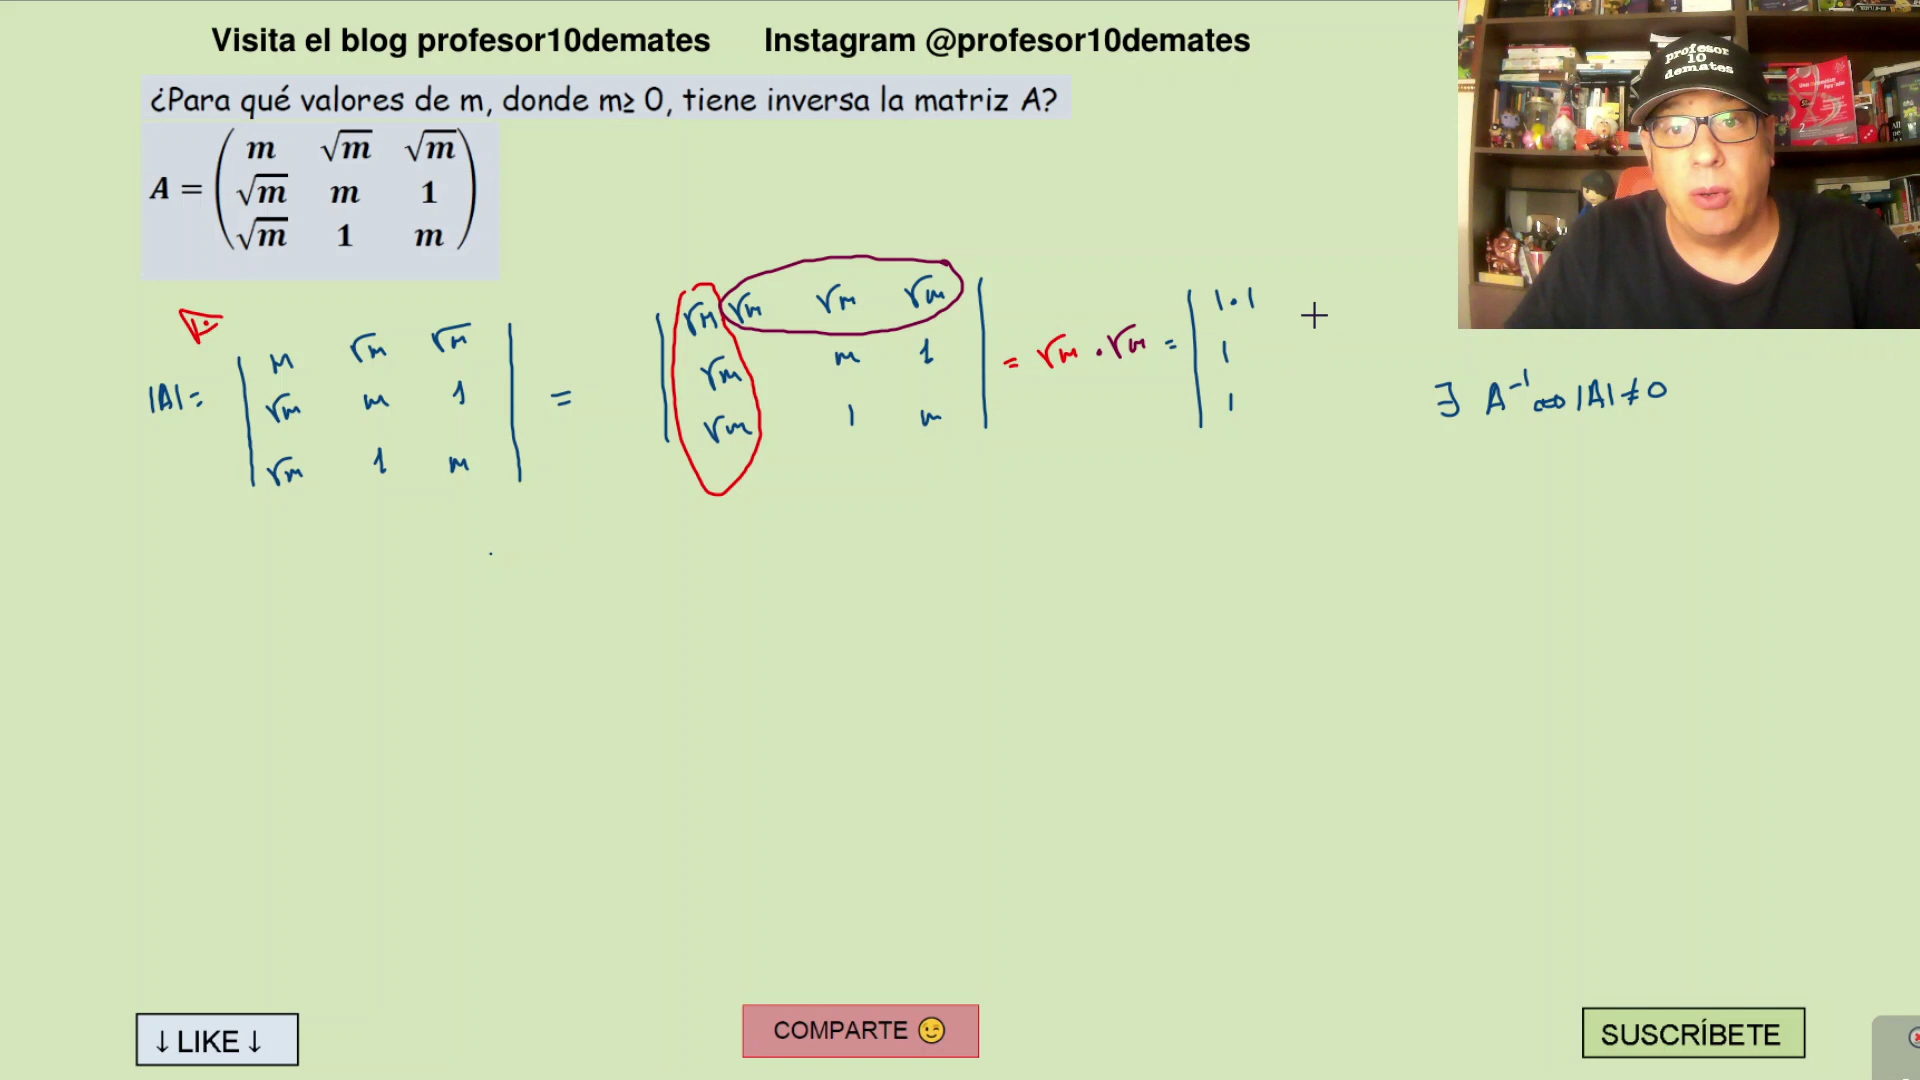 Visita el blog profesor10demates Instagram @profesor10demates
¿Para qué valores de m, donde m≥ 0, tiene inversa la matriz A?
m √m √m
A = √m m 1
√m 1 m
profesor
10
demates
|A| =
m √m √m
√m m 1
√m 1 m
=
√m √m √m √m
√m m 1
√m 1 m
= √m · √m =
1·1
1
1
∃ A⁻¹ ⇔ |A| ≠ 0
↓ LIKE ↓
COMPARTE 😉
SUSCRÍBETE